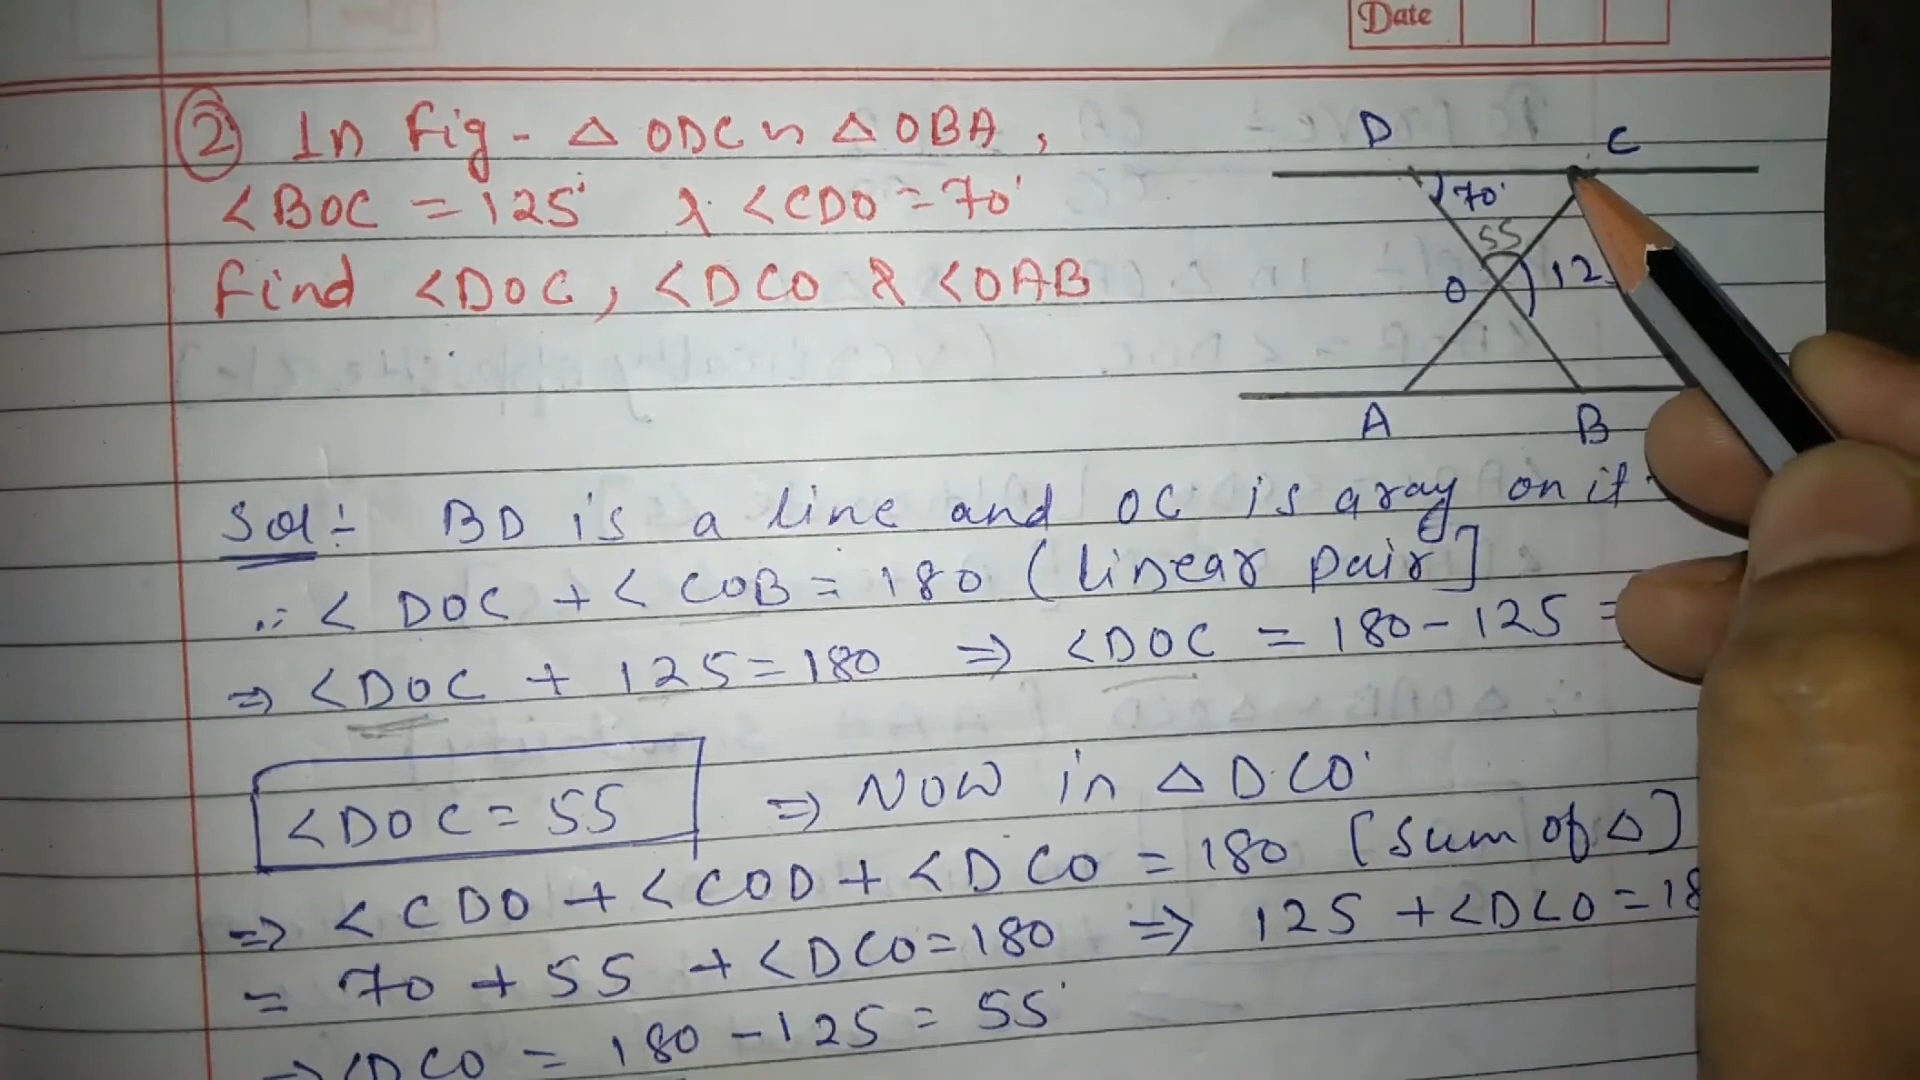 Date
② In fig - △ ODC ~ △ OBA,
<BOC = 125° & <CDO = 70°
find <DOC, <DCO & <OAB
D C
70°
55
O 12
A B
Sol:- BD is a line and OC is a ray on it
∴ < DOC + < COB = 180 (linear pair]
⇒ <DOC + 125 = 180 ⇒ <DOC = 180 - 125 =
<DOC = 55 ⇒ Now in △ DCO
⇒ < CDO + <COD + <DCO = 180 [sum of △]
= 70 + 55 + <DCO = 180 ⇒ 125 + <DCO = 18
⇒ <DCO = 180 - 125 = 55°